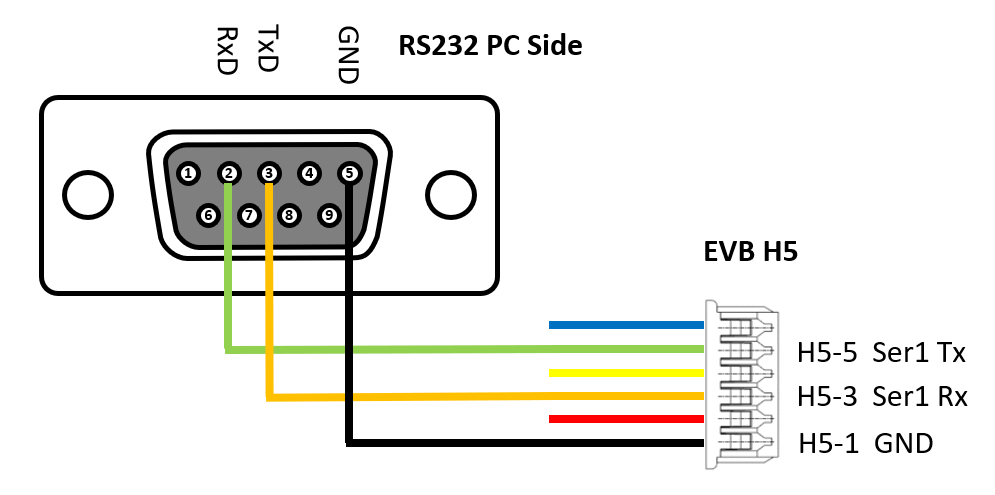 RxD
TxD
GND
RS232 PC Side
1 2 3 4 5
6 7 8 9
EVB H5
H5-5 Ser1 Tx
H5-3 Ser1 Rx
H5-1 GND